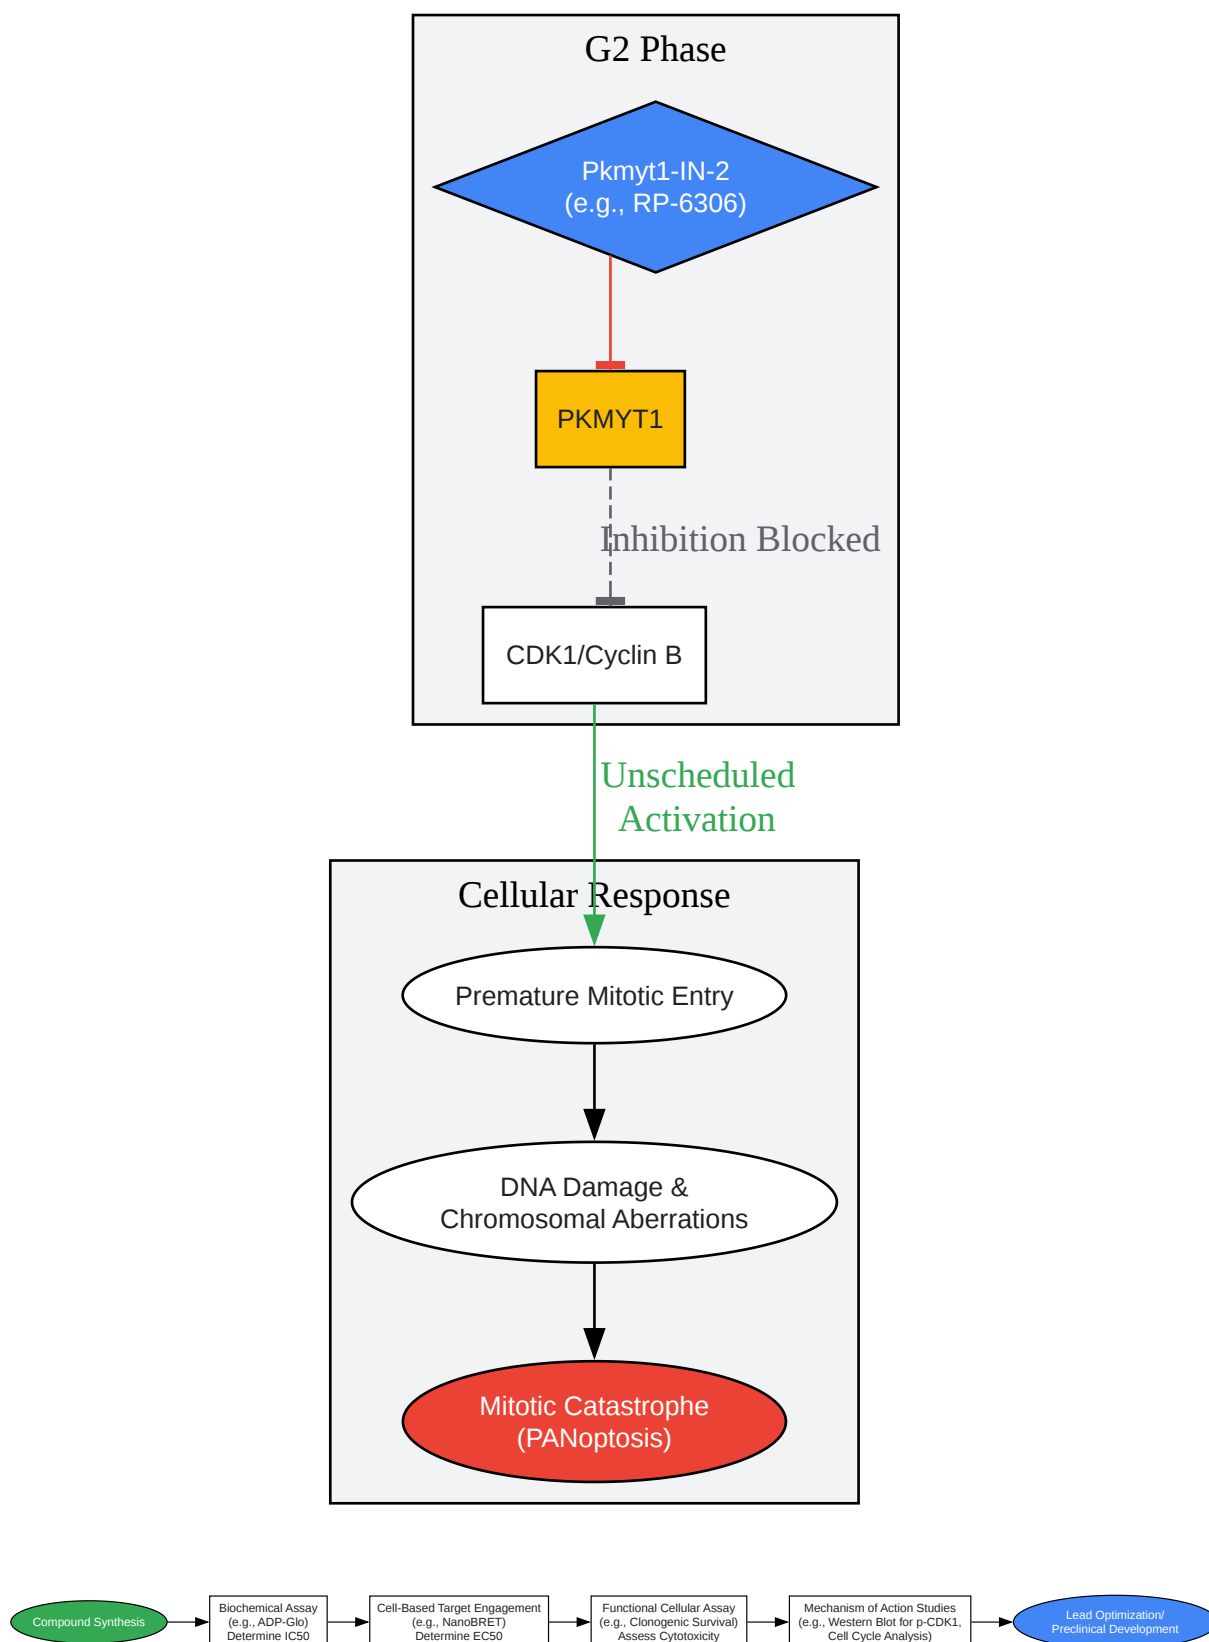 G2 Phase
Pkmyt1-IN-2
(e.g., RP-6306)
PKMYT1
Inhibition Blocked
CDK1/Cyclin B
Unscheduled
Activation
Cellular Response
Premature Mitotic Entry
DNA Damage &
Chromosomal Aberrations
Mitotic Catastrophe
(PANoptosis)
Compound Synthesis
Biochemical Assay
(e.g., ADP-Glo)
Determine IC50
Cell-Based Target Engagement
(e.g., NanoBRET)
Determine EC50
Functional Cellular Assay
(e.g., Clonogenic Survival)
Assess Cytotoxicity
Mechanism of Action Studies
(e.g., Western Blot for p-CDK1,
Cell Cycle Analysis)
Lead Optimization/
Preclinical Development